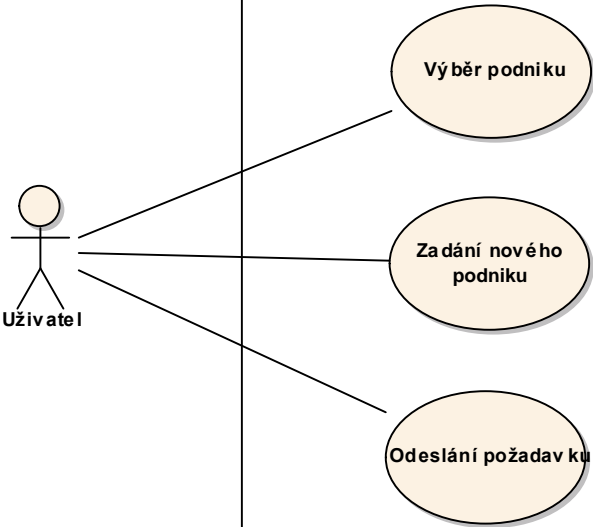 Výběr podniku
Zadání nového
podniku
Uživatel
Odeslání požadavku